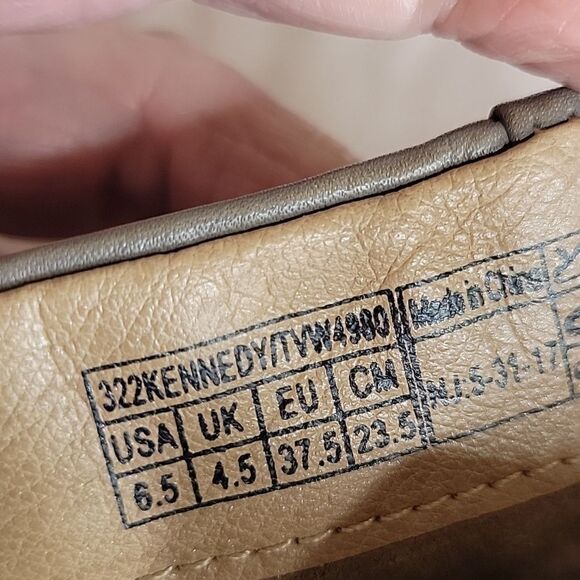 322KENNEDY/TVW4980
USA UK EU CM
6.5 4.5 37.5 23.5
Made in China